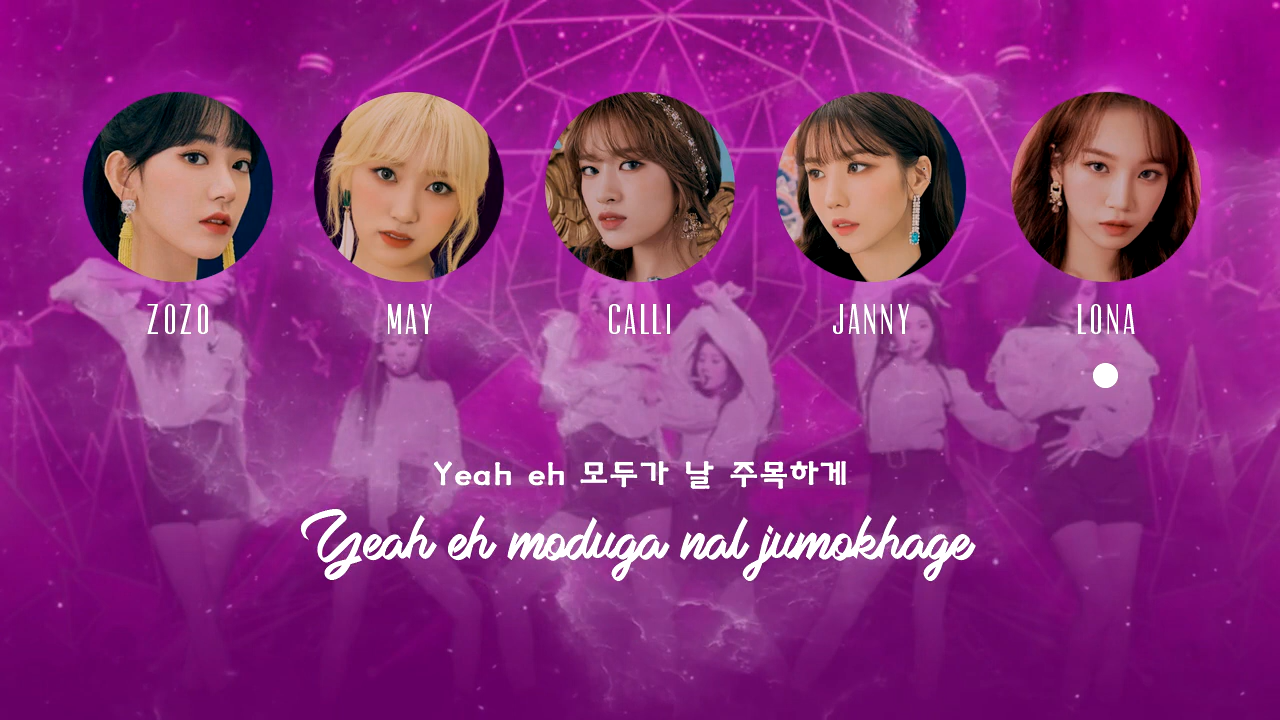 ZOZO MAY CALLI JANNY LONA
Yeah eh 모두가 날 주목하게
Yeah eh moduga nal jumokhage